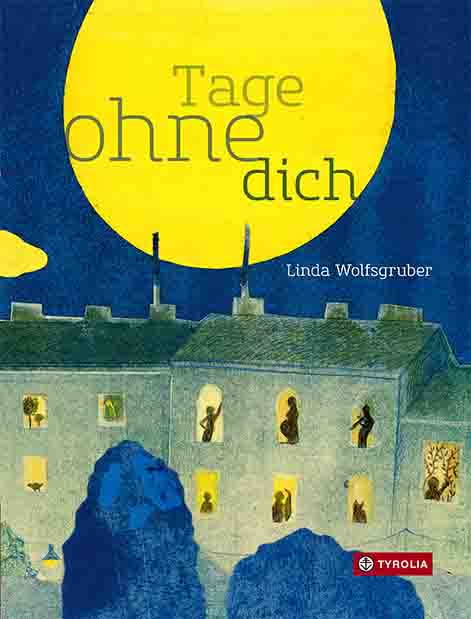 Tage
ohne
dich
Linda Wolfsgruber
TYROLIA